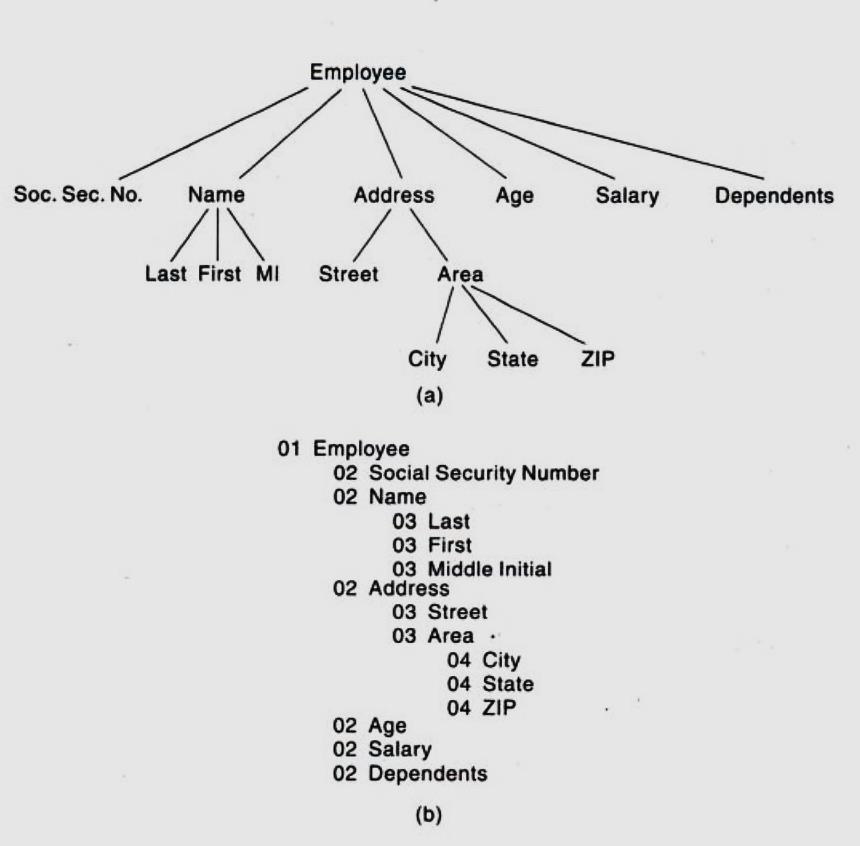 Employee
Soc. Sec. No. Name Address Age Salary Dependents
Last First MI Street Area
City State ZIP
(a)
01 Employee
02 Social Security Number
02 Name
03 Last
03 First
03 Middle Initial
02 Address
03 Street
03 Area
04 City
04 State
04 ZIP
02 Age
02 Salary
02 Dependents
(b)